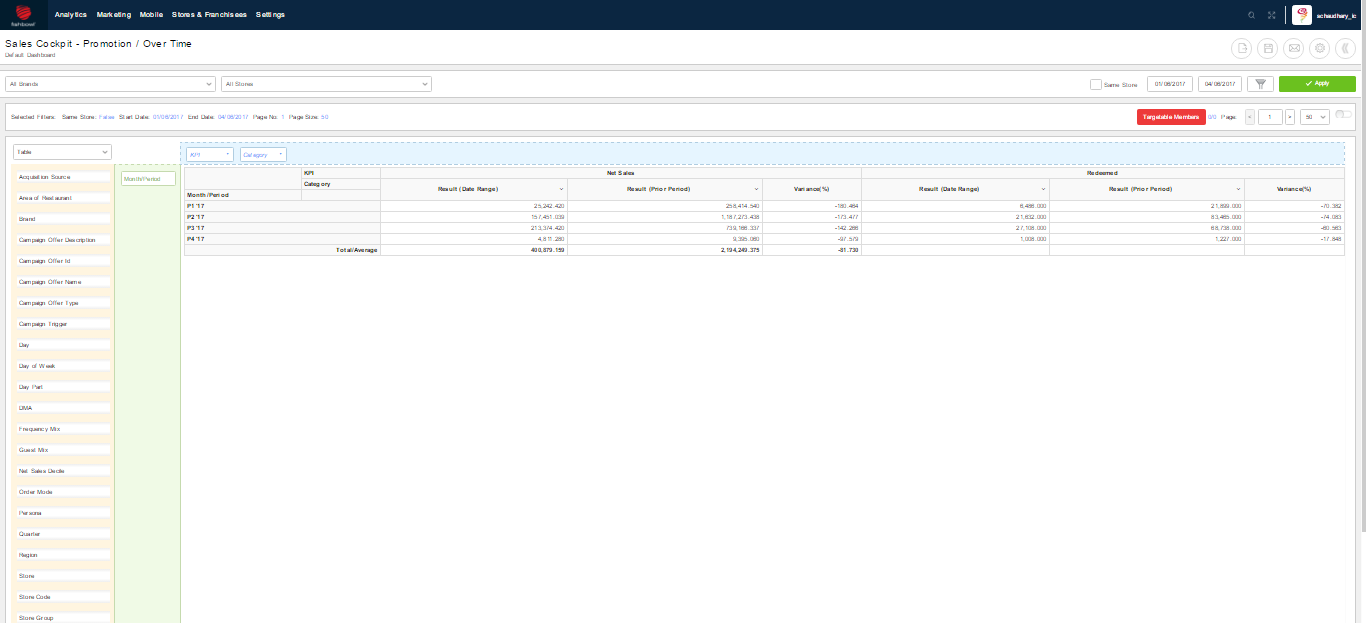 fishbowl
Analytics Marketing Mobile Stores & Franchisees Settings
schaudhary_ic
Sales Cockpit - Promotion / Over Time
Default Dashboard
All Brands All Stores Same Store 01/08/2017 04/08/2017 Apply
Selected Filters: Same Store: False Start Date: 01/08/2017 End Date: 04/08/2017 Page No: 1 Page Size: 50 Targetable Members 0/0 Page: < 1 > 50
Table KPI Category
Acquisition Source
Area of Restaurant
Brand
Campaign Offer Description
Campaign Offer Id
Campaign Offer Name
Campaign Offer Type
Campaign Trigger
Day
Day of Week
Day Part
DMA
Frequency Mix
Guest Mix
Net Sales Decile
Order Mode
Persona
Quarter
Region
Store
Store Code
Store Group
Month/Period
KPI Net Sales Redeemed
Category Result (Date Range) Result (Prior Period) Variance(%) Result (Date Range) Result (Prior Period) Variance(%)
Month/Period
P1 '17 25,242.420 258,414.540 -180.464 6,466.000 21,899.000 -70.382
P2 '17 157,451.039 1,187,273.438 -173.477 21,632.000 83,465.000 -74.083
P3 '17 213,374.420 739,166.337 -142.266 27,108.000 68,738.000 -60.563
P4 '17 4,811.280 9,395.060 -97.579 1,008.000 1,227.000 -17.848
Total/Average 400,879.159 2,194,249.375 -81.730